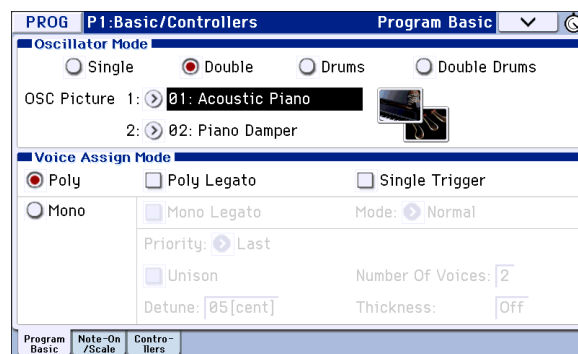 PROG P1:Basic/Controllers Program Basic
Oscillator Mode
Single Double Drums Double Drums
OSC Picture 1: 01: Acoustic Piano
2: 02: Piano Damper
Voice Assign Mode
Poly Poly Legato Single Trigger
Mono Mono Legato Mode: Normal
Priority: Last
Unison Number Of Voices: 2
Detune: 05[cent] Thickness: Off
Program Basic Note-On /Scale Contro- llers